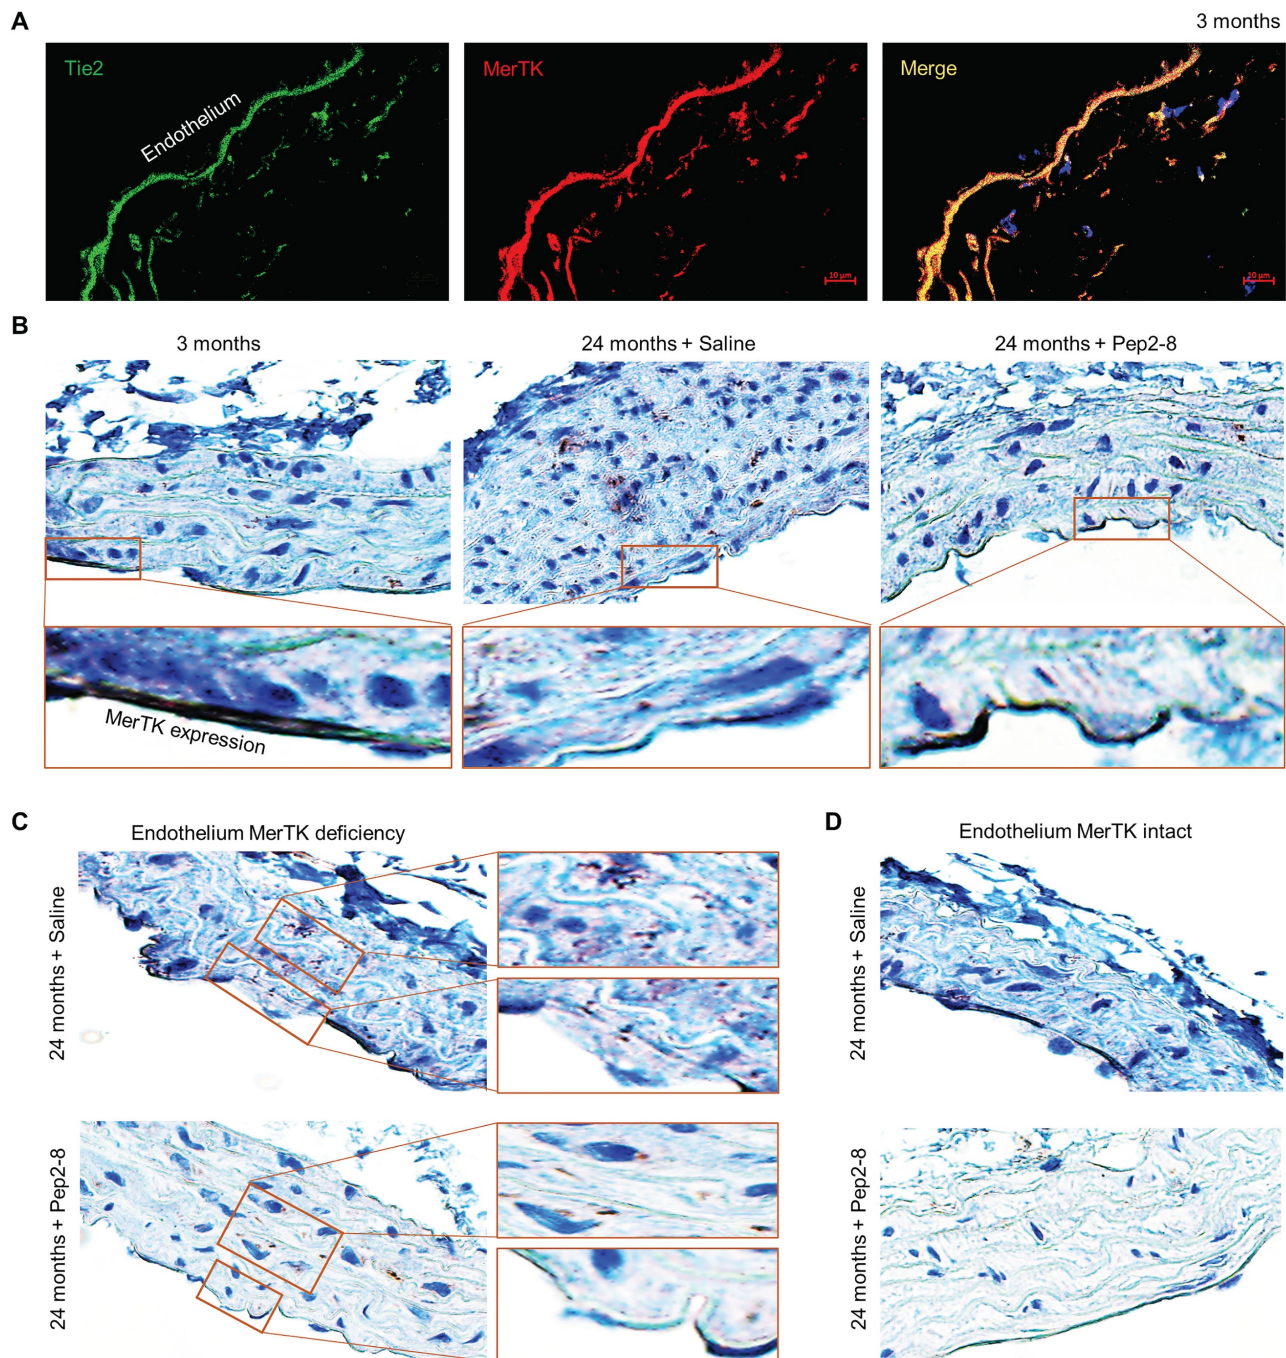 A
3 months
Tie2
Endothelium
MerTK
10 µm
Merge
10 µm
B
3 months
24 months + Saline
24 months + Pep2-8
MerTK expression
C
Endothelium MerTK deficiency
24 months + Saline
24 months + Pep2-8
D
Endothelium MerTK intact
24 months + Saline
24 months + Pep2-8